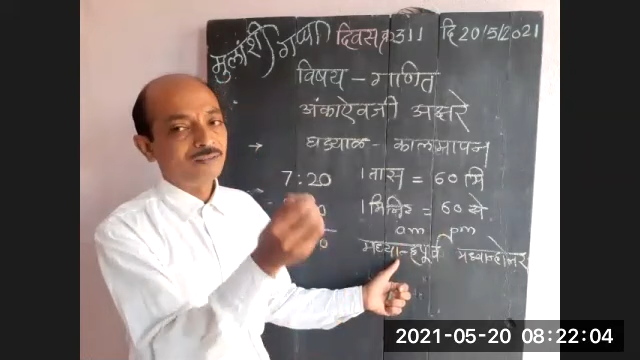 मुलांशी गप्पा दिवस क्र 311 दि 20/5/2021
विषय - गणित
अंकाऐवजी अक्षरे
→ घड्याळ - कालमापन
7:20 1 तास = 60 मि
→ 1 मिनिट = 60 से.
am pm
मध्यान्हपूर्व मध्यान्होत्तर
2021-05-20 08:22:04